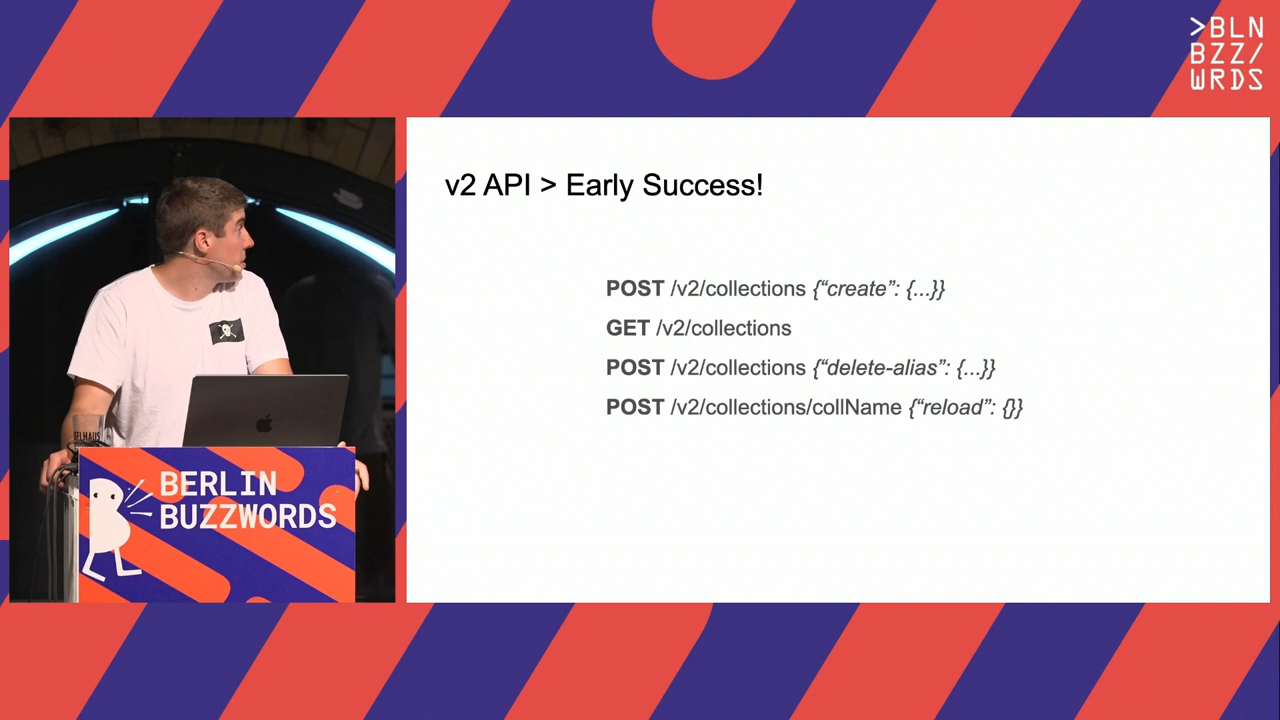 >BLN
BZZ/
WRDS
v2 API > Early Success!
POST /v2/collections {“create”: {...}}
GET /v2/collections
POST /v2/collections {“delete-alias”: {...}}
POST /v2/collections/collName {“reload”: {}}
BERLIN
BUZZWORDS